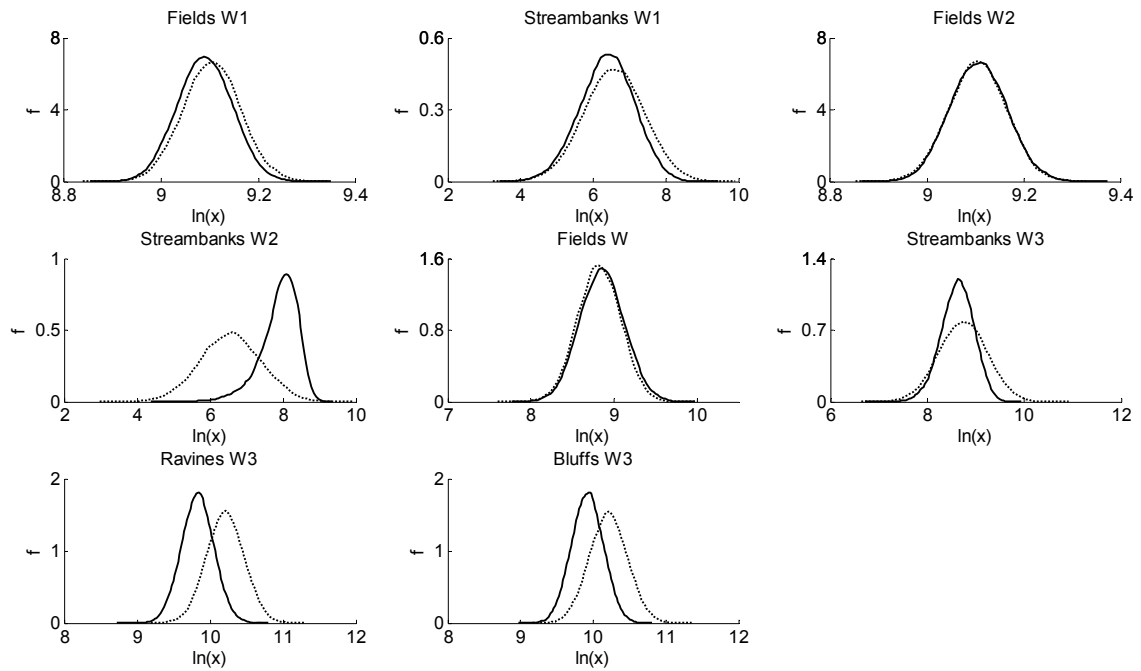 Fields W1
f
8
4
0
8.8 9 9.2 9.4
ln(x)
Streambanks W1
f
0.6
0.3
0
2 4 6 8 10
ln(x)
Fields W2
f
8
4
0
8.8 9 9.2 9.4
ln(x)
Streambanks W2
f
1
0.5
0
2 4 6 8 10
ln(x)
Fields W
f
1.6
0.8
0
7 8 9 10
ln(x)
Streambanks W3
f
1.4
0.7
0
6 8 10 12
ln(x)
Ravines W3
f
2
1
0
8 9 10 11 12
ln(x)
Bluffs W3
f
2
1
0
8 9 10 11 12
ln(x)